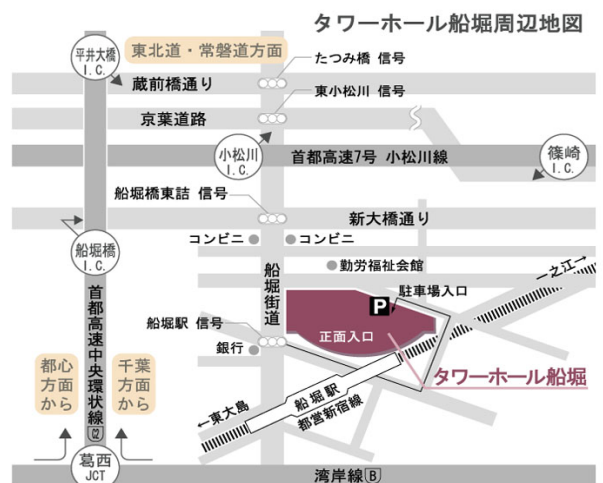 タワーホール船堀周辺地図
平井大橋
I.C.
東北道・常磐道方面
たつみ橋 信号
蔵前橋通り
東小松川 信号
京葉道路
小松川
I.C.
首都高速7号 小松川線
篠崎
I.C.
船堀橋東詰 信号
新大橋通り
コンビニ
コンビニ
船堀橋
I.C.
船堀街道
勤労福祉会館
一之江→
P
駐車場入口
首都高速中央環状線
C2
船堀駅 信号
正面入口
銀行
タワーホール船堀
都心
方面
から
千葉
方面
から
船堀駅
都営新宿線
←東大島
葛西
JCT
湾岸線B